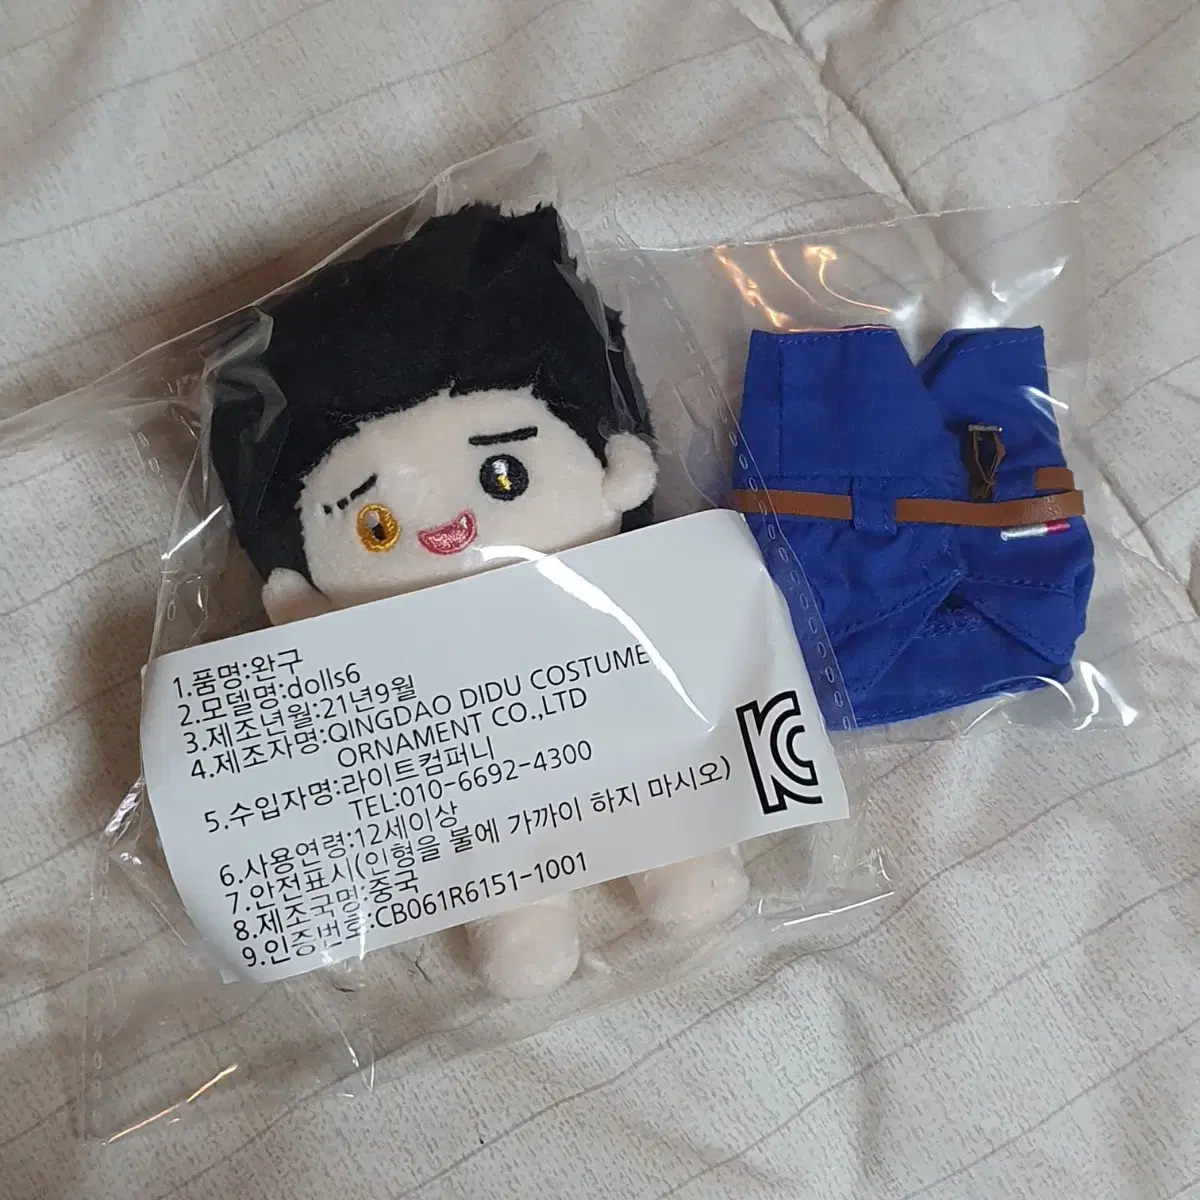 1.품명:완구
2.모델명:dolls6
3.제조년월:21년9월
4.제조자명:QINGDAO DIDU COSTUME
ORNAMENT CO.,LTD
5.수입자명:라이트컴퍼니
TEL:010-6692-4300
6.사용연령:12세이상
7.안전표시(인형을 불에 가까이 하지 마시오)
8.제조국명:중국
9.인증번호:CB061R6151-1001